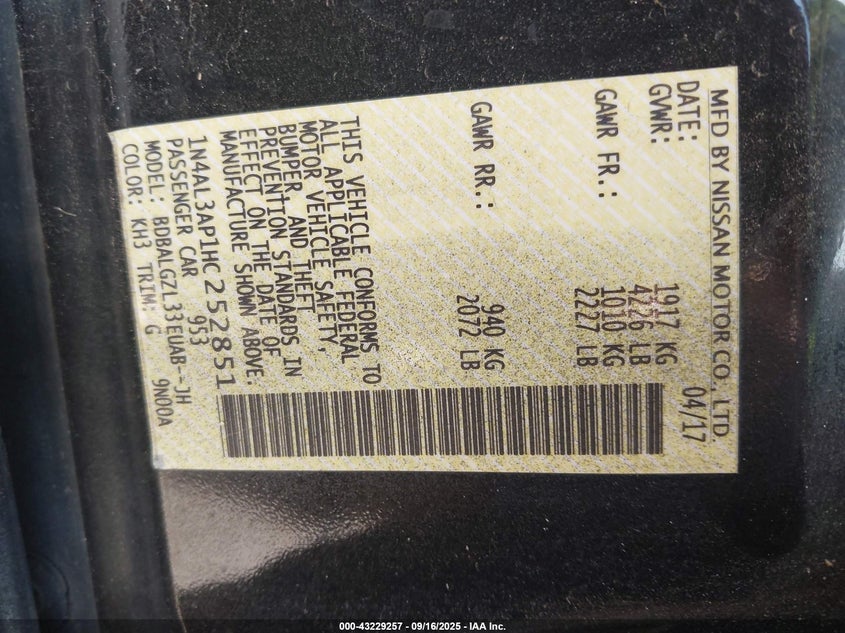 MFD BY NISSAN MOTOR CO., LTD.
DATE: 04/17
GVWR: 1917 KG
4226 LB
GAWR FR.: 1010 KG
2227 LB
GAWR RR.: 940 KG
2072 LB
THIS VEHICLE CONFORMS TO
ALL APPLICABLE FEDERAL
MOTOR VEHICLE SAFETY,
BUMPER, AND THEFT
PREVENTION STANDARDS IN
EFFECT ON THE DATE OF
MANUFACTURE SHOWN ABOVE.
1N4AL3AP1HC252851
PASSENGER CAR 953
MODEL: BDBALGZL33EUAB--JH
COLOR: KH3 TRIM: G 9N00A
000-43229257 - 09/16/2025 - IAA Inc.